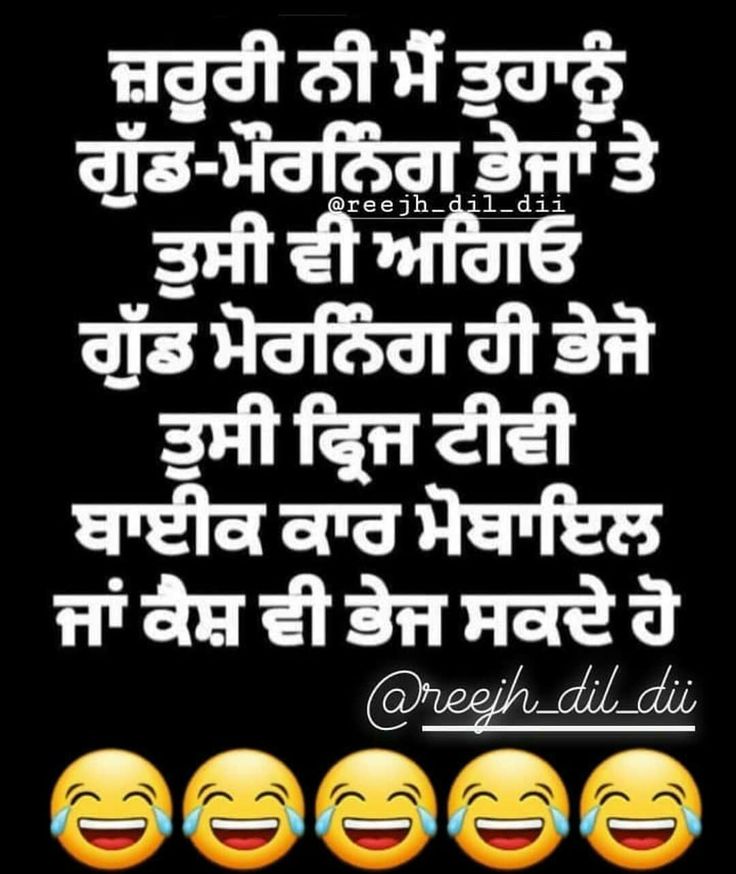 ਜ਼ਰੂਰੀ ਨੀ ਮੈਂ ਤੁਹਾਨੂੰ
ਗੁੱਡ-ਮੌਰਨਿੰਗ ਭੇਜਾਂ ਤੇ
@reejh_dil_dii
ਤੁਸੀ ਵੀ ਅਗਿਓ
ਗੁੱਡ ਮੋਰਨਿੰਗ ਹੀ ਭੇਜੋ
ਤੁਸੀ ਫ੍ਰਿਜ ਟੀਵੀ
ਬਾਈਕ ਕਾਰ ਮੋਬਾਇਲ
ਜਾਂ ਕੈਸ਼ ਵੀ ਭੇਜ ਸਕਦੇ ਹੋ
@reejh_dil_dii